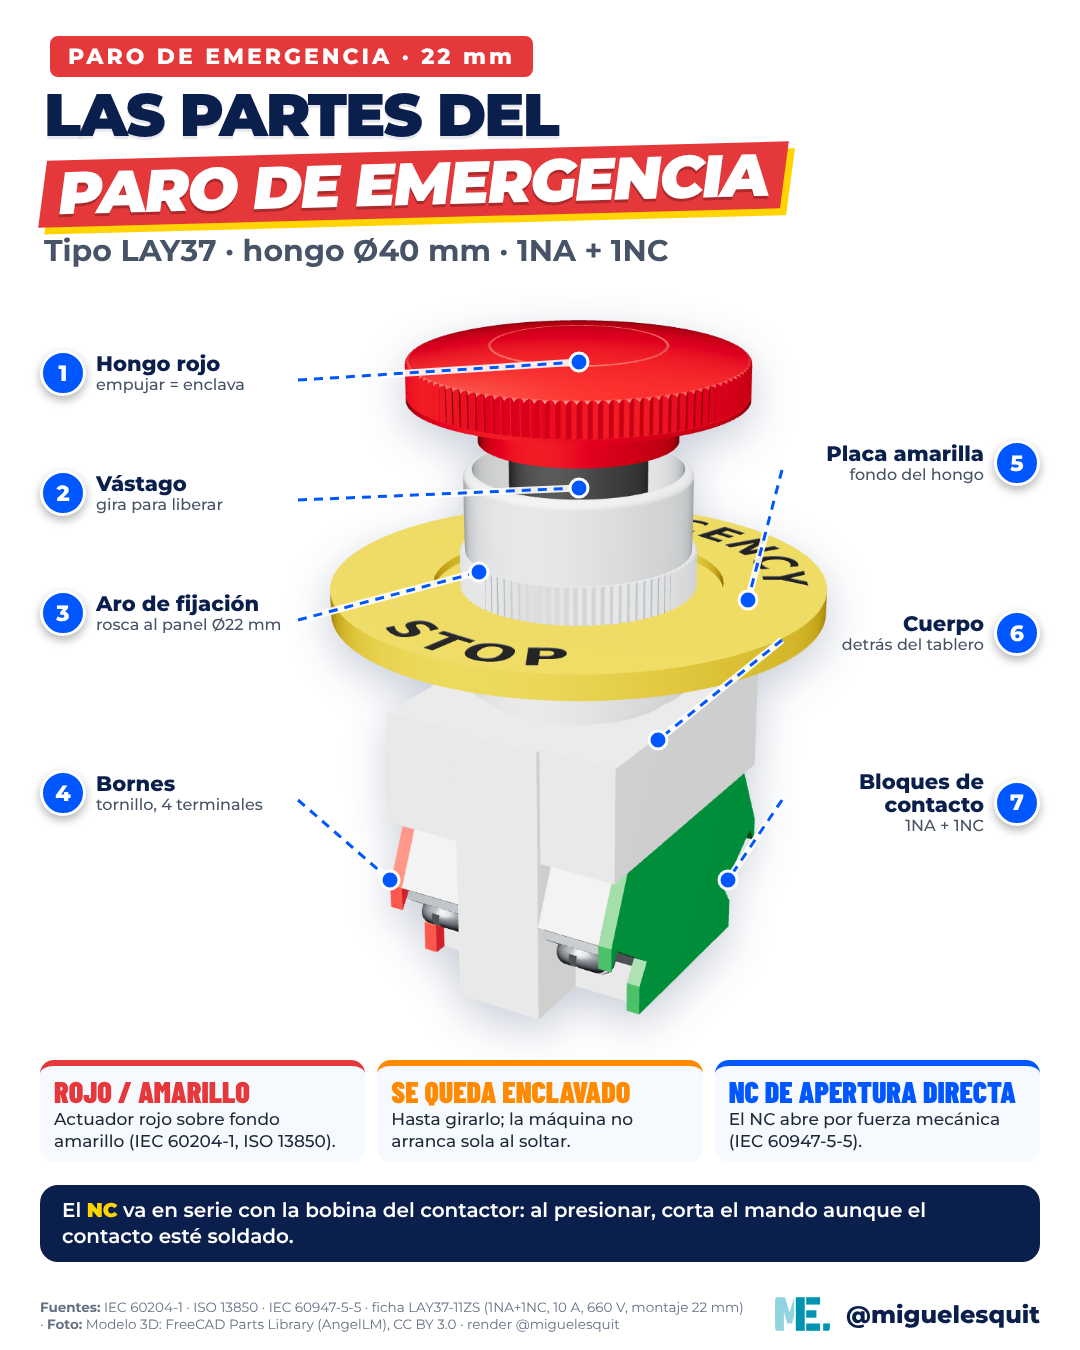 PARO DE EMERGENCIA · 22 mm
LAS PARTES DEL
PARO DE EMERGENCIA
Tipo LAY37 · hongo Ø40 mm · 1NA + 1NC
1
Hongo rojo
empujar = enclava
2
Vástago
gira para liberar
3
Aro de fijación
rosca al panel Ø22 mm
4
Bornes
tornillo, 4 terminales
Placa amarilla
fondo del hongo
5
Cuerpo
detrás del tablero
6
Bloques de
contacto
1NA + 1NC
7
STOP
ENCY
ROJO / AMARILLO
Actuador rojo sobre fondo
amarillo (IEC 60204-1, ISO 13850).
SE QUEDA ENCLAVADO
Hasta girarlo; la máquina no
arranca sola al soltar.
NC DE APERTURA DIRECTA
El NC abre por fuerza mecánica
(IEC 60947-5-5).
El NC va en serie con la bobina del contactor: al presionar, corta el mando aunque el
contacto esté soldado.
Fuentes: IEC 60204-1 · ISO 13850 · IEC 60947-5-5 · ficha LAY37-11ZS (1NA+1NC, 10 A, 660 V, montaje 22 mm)
· Foto: Modelo 3D: FreeCAD Parts Library (AngelLM), CC BY 3.0 · render @miguelesquit
ME.
@miguelesquit